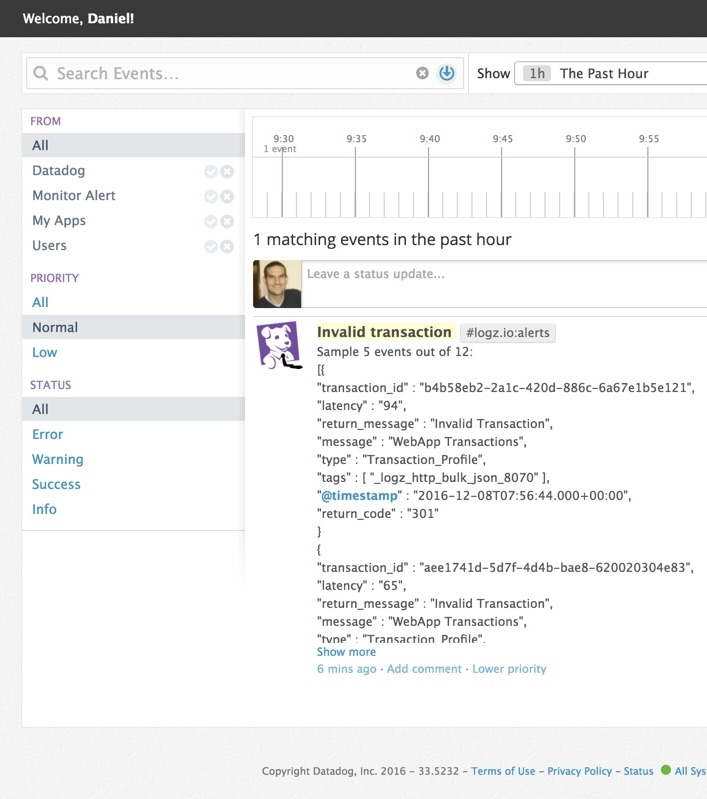 Welcome, Daniel!
Search Events...
Show 1h The Past Hour
FROM
All
Datadog
Monitor Alert
My Apps
Users
PRIORITY
All
Normal
Low
STATUS
All
Error
Warning
Success
Info
9:30 9:35 9:40 9:45 9:50 9:55
1 event
1 matching events in the past hour
Leave a status update...
Invalid transaction #logz.io:alerts
Sample 5 events out of 12:
[{
"transaction_id" : "b4b58eb2-2a1c-420d-886c-6a67e1b5e121",
"latency" : "94",
"return_message" : "Invalid Transaction",
"message" : "WebApp Transactions",
"type" : "Transaction_Profile",
"tags" : [ "_logz_http_bulk_json_8070" ],
"@timestamp" : "2016-12-08T07:56:44.000+00:00",
"return_code" : "301"
}
{
"transaction_id" : "aee1741d-5d7f-4d4b-bae8-620020304e83",
"latency" : "65",
"return_message" : "Invalid Transaction",
"message" : "WebApp Transactions",
"type" : "Transaction_Profile",
Show more
6 mins ago · Add comment · Lower priority
Copyright Datadog, Inc. 2016 - 33.5232 - Terms of Use - Privacy Policy - Status All Sys